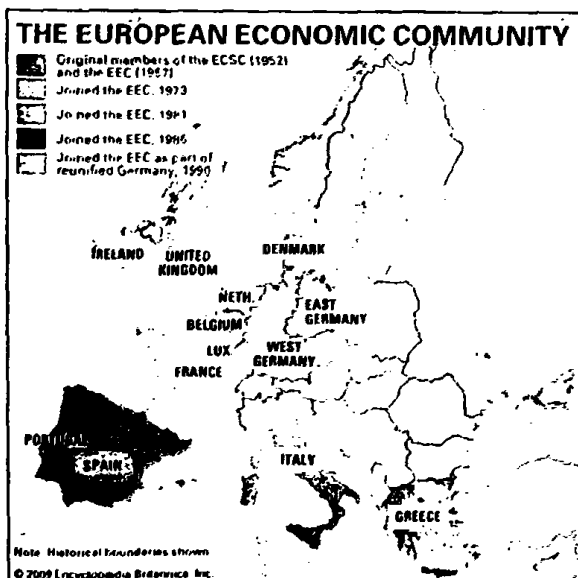 THE EUROPEAN ECONOMIC COMMUNITY
Original members of the ECSC (1952)
and the EEC (1957)
Joined the EEC, 1973
Joined the EEC, 1981
Joined the EEC, 1986
Joined the EEC as part of
reunified Germany, 1990
IRELAND
UNITED
KINGDOM
DENMARK
NETH.
EAST
GERMANY
BELGIUM
LUX.
WEST
GERMANY
FRANCE
PORTUGAL
SPAIN
ITALY
GREECE
Note: Historical boundaries shown
© 2009 Encyclopædia Britannica, Inc.